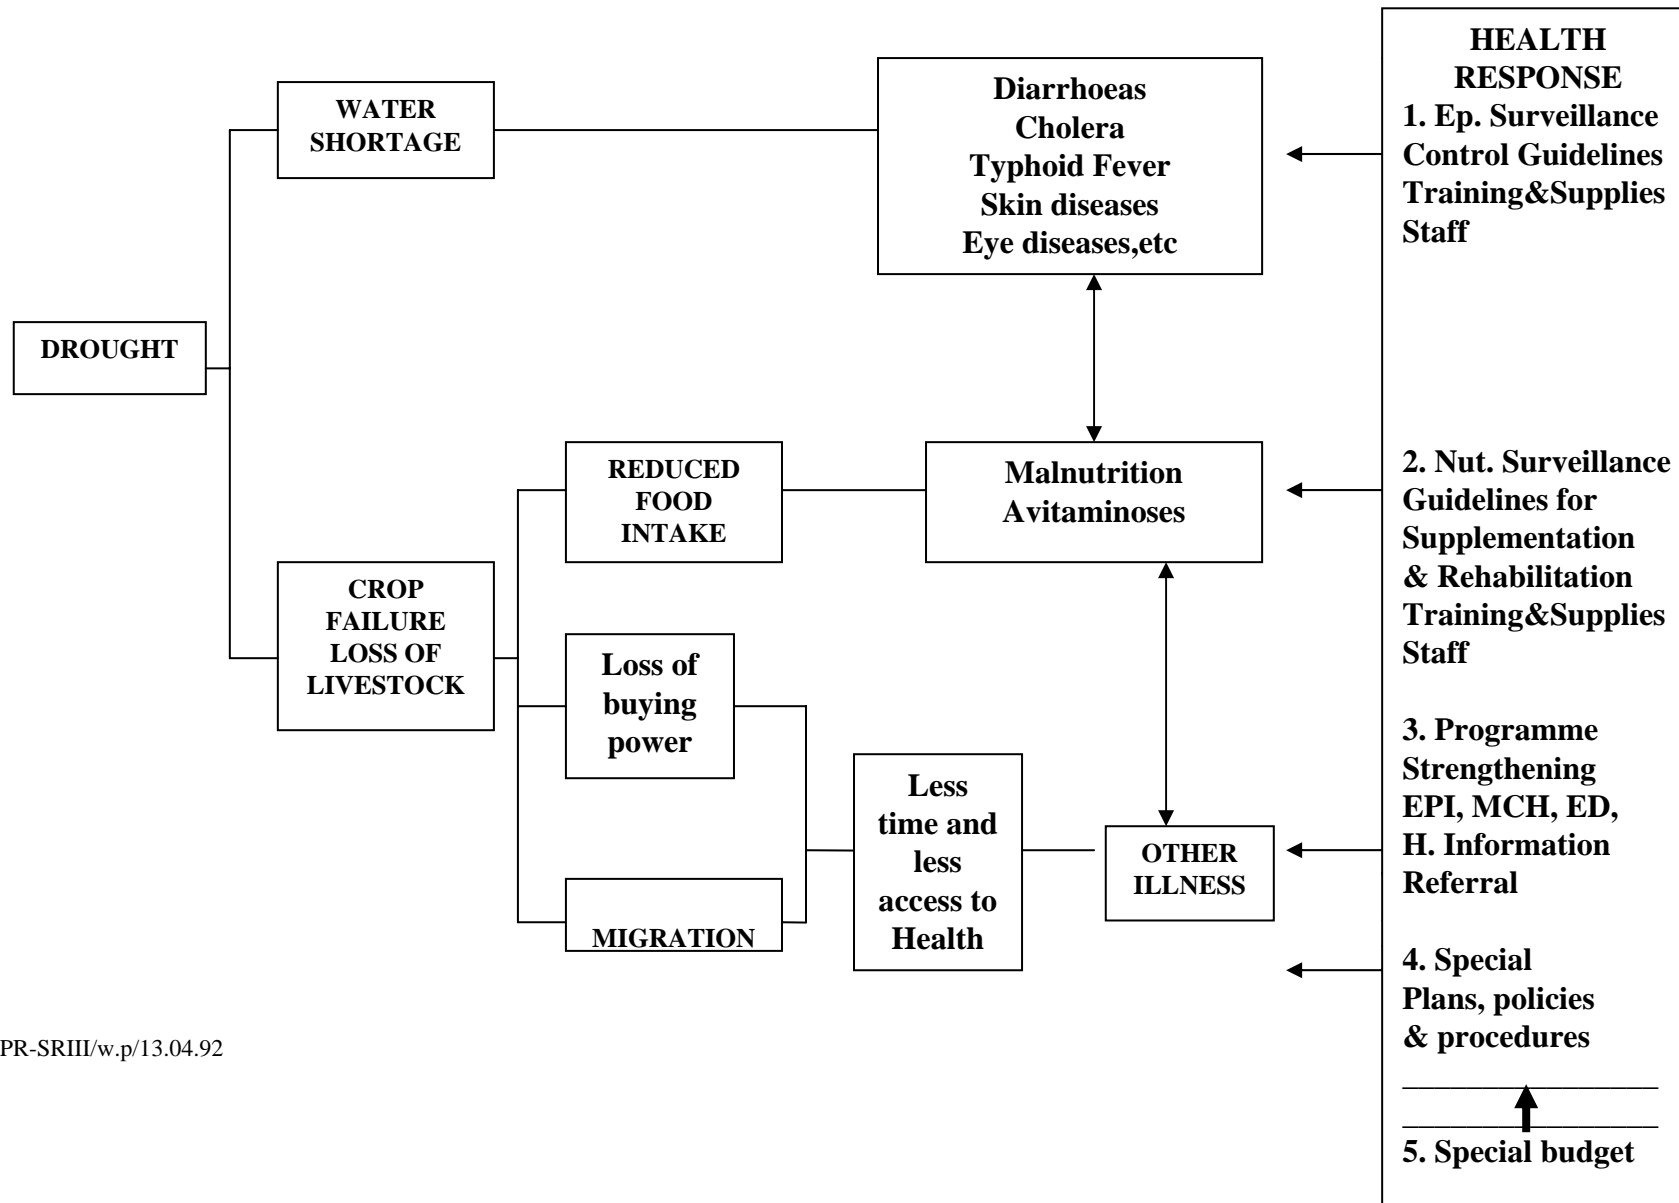 DROUGHT
WATER
SHORTAGE
Diarrhoeas
Cholera
Typhoid Fever
Skin diseases
Eye diseases,etc
CROP
FAILURE
LOSS OF
LIVESTOCK
REDUCED
FOOD
INTAKE
Malnutrition
Avitaminoses
Loss of
buying
power
MIGRATION
Less
time and
less
access to
Health
OTHER
ILLNESS
HEALTH
RESPONSE
1. Ep. Surveillance
Control Guidelines
Training&Supplies
Staff
2. Nut. Surveillance
Guidelines for
Supplementation
& Rehabilitation
Training&Supplies
Staff
3. Programme
Strengthening
EPI, MCH, ED,
H. Information
Referral
4. Special
Plans, policies
& procedures
5. Special budget
PR-SRIII/w.p/13.04.92